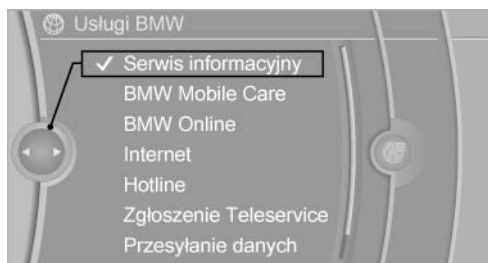 Usługi BMW
Serwis informacyjny
BMW Mobile Care
BMW Online
Internet
Hotline
Zgłoszenie Teleservice
Przesyłanie danych